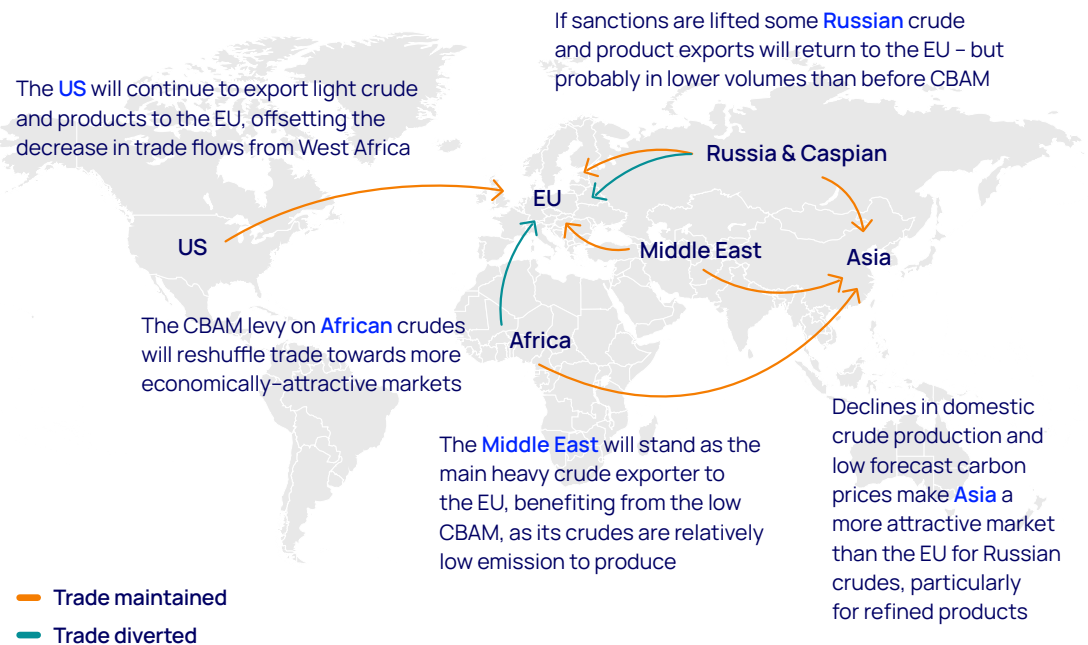 If sanctions are lifted some Russian crude
and product exports will return to the EU – but
probably in lower volumes than before CBAM
The US will continue to export light crude
and products to the EU, offsetting the
decrease in trade flows from West Africa
Russia & Caspian
EU
US
Middle East
Asia
The CBAM levy on African crudes
will reshuffle trade towards more
economically–attractive markets
Africa
The Middle East will stand as the
main heavy crude exporter to
the EU, benefiting from the low
CBAM, as its crudes are relatively
low emission to produce
Declines in domestic
crude production and
low forecast carbon
prices make Asia a
more attractive market
than the EU for Russian
crudes, particularly
for refined products
Trade maintained
Trade diverted